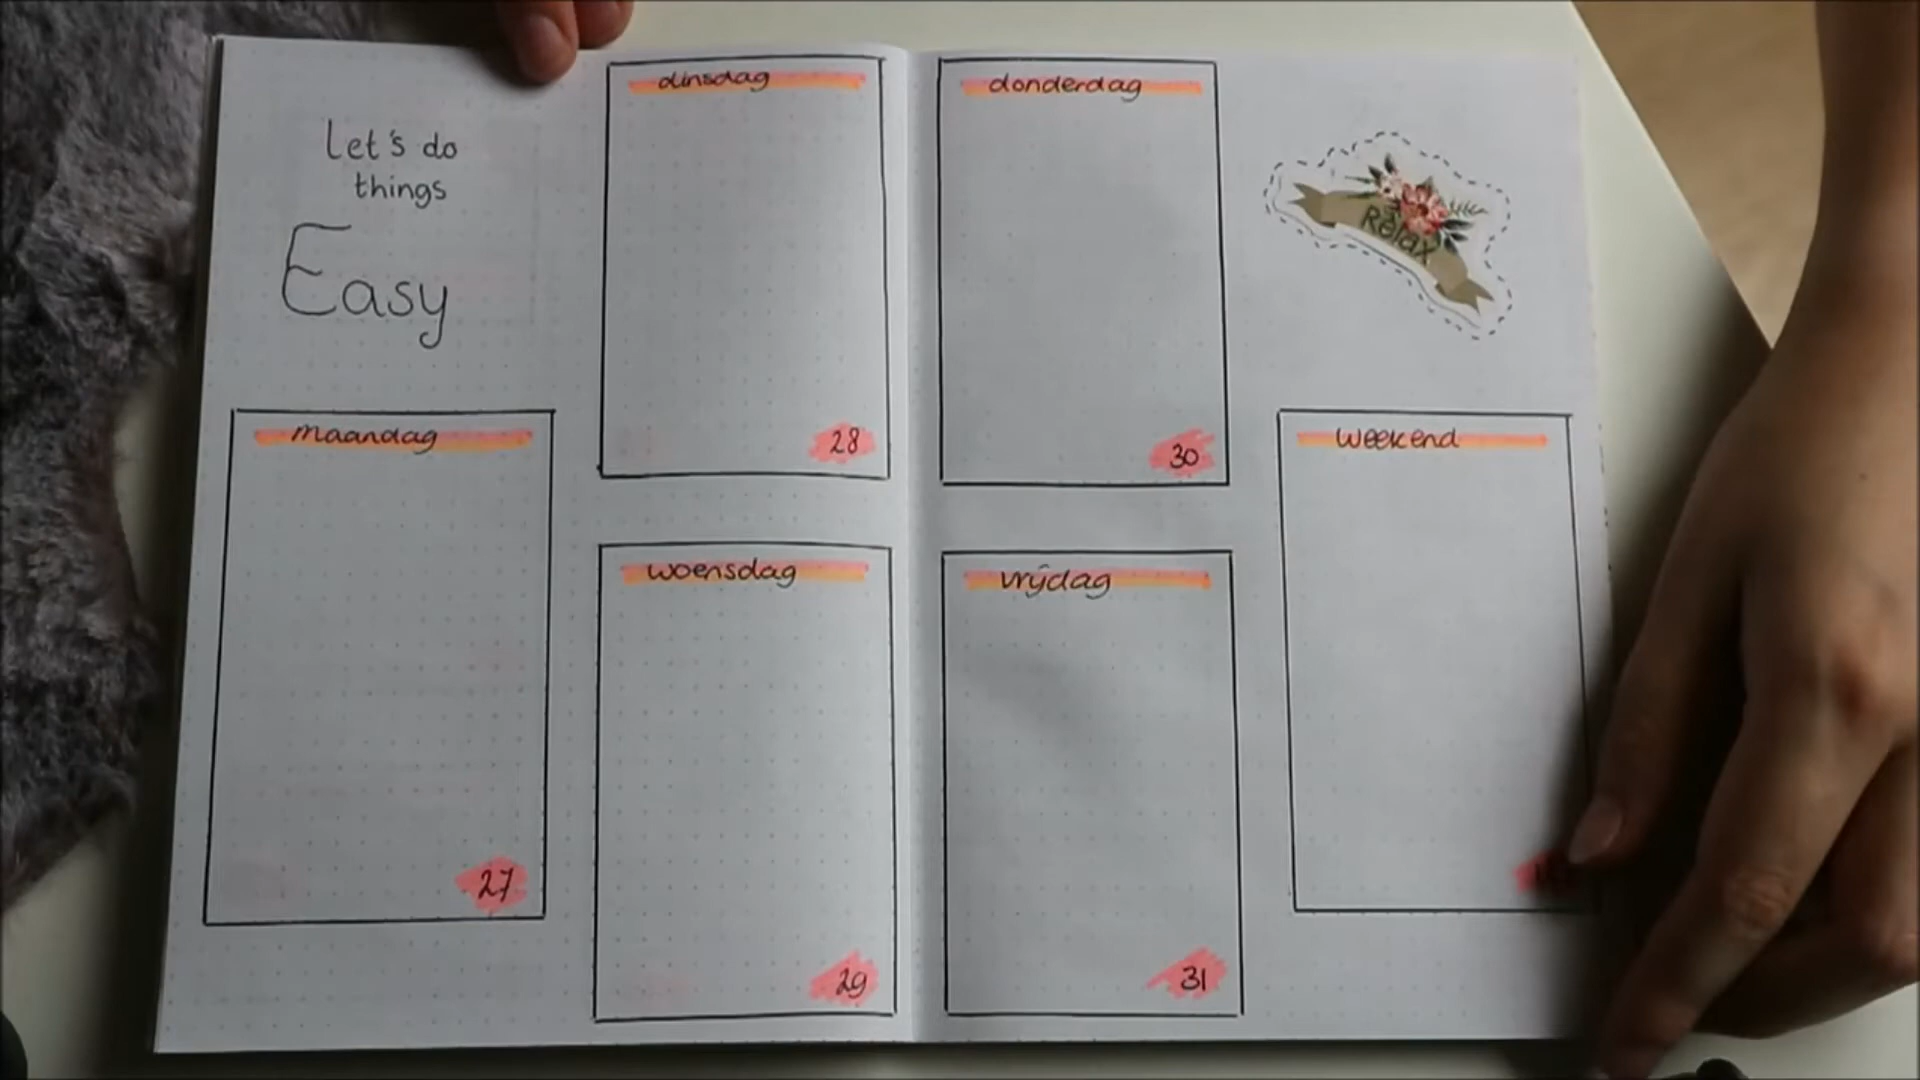 Let's do
things
Easy
maandag
27
dinsdag
28
woensdag
29
donderdag
30
vrijdag
31
Relax
weekend